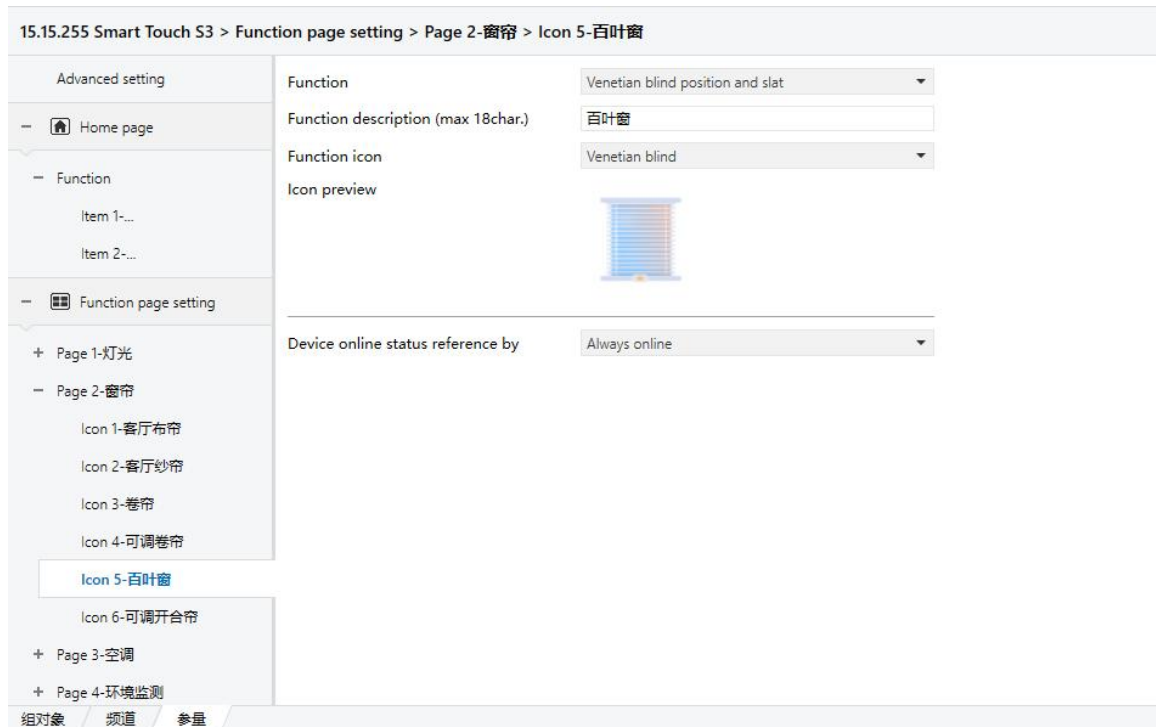 15.15.255 Smart Touch S3 > Function page setting > Page 2-窗帘 > Icon 5-百叶窗
Advanced setting
Home page
Function
Item 1-...
Item 2-...
Function page setting
Page 1-灯光
Page 2-窗帘
Icon 1-客厅布帘
Icon 2-客厅纱帘
Icon 3-卷帘
Icon 4-可调卷帘
Icon 5-百叶窗
Icon 6-可调开合帘
Page 3-空调
Page 4-环境监测
Function Venetian blind position and slat
Function description (max 18char.) 百叶窗
Function icon Venetian blind
Icon preview
Device online status reference by Always online
组对象 频道 参量